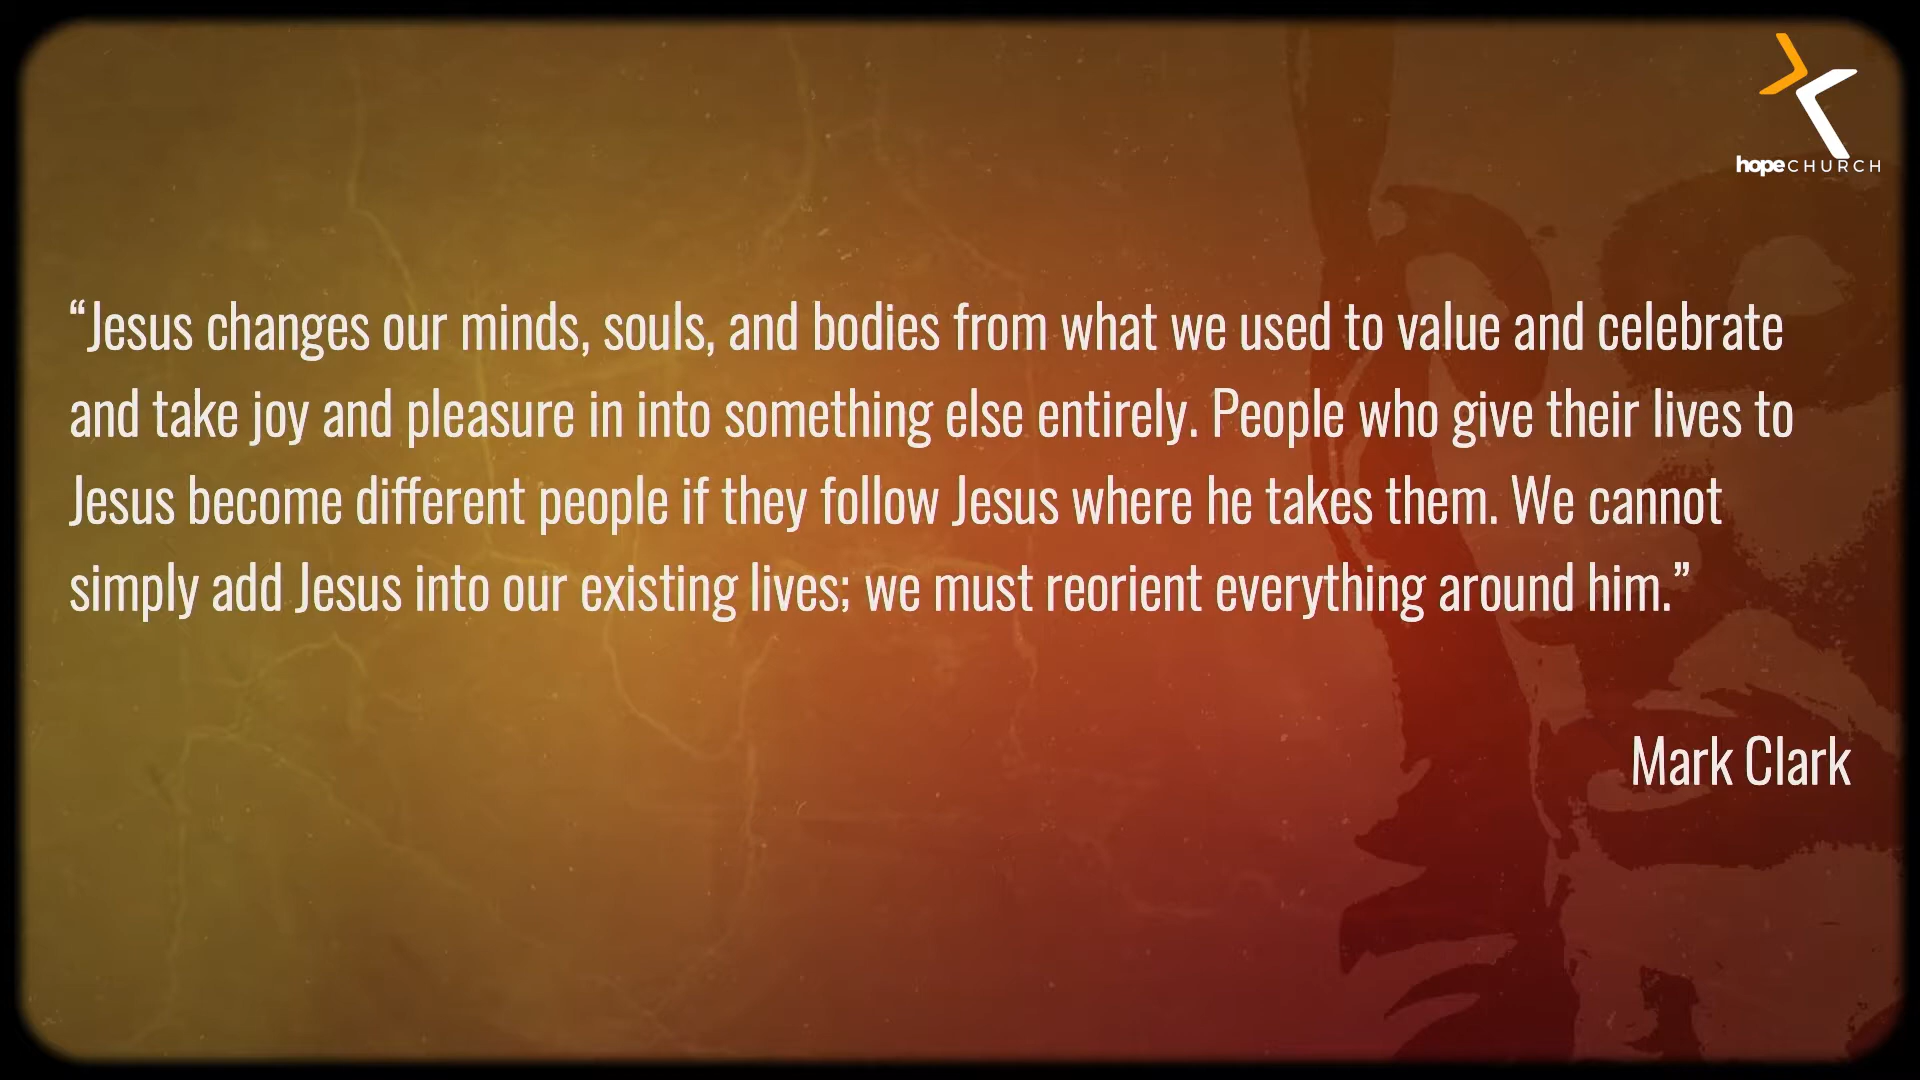 hopeCHURCH
“Jesus changes our minds, souls, and bodies from what we used to value and celebrate
and take joy and pleasure in into something else entirely. People who give their lives to
Jesus become different people if they follow Jesus where he takes them. We cannot
simply add Jesus into our existing lives; we must reorient everything around him.”
Mark Clark